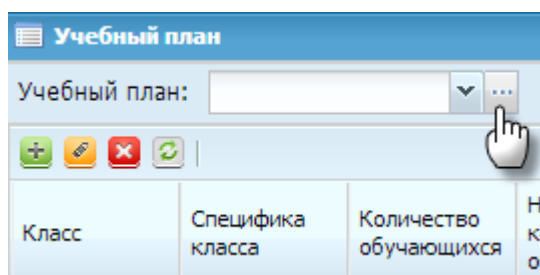 Учебный план
Учебный план:
Класс
Специфика
класса
Количество
обучающихся